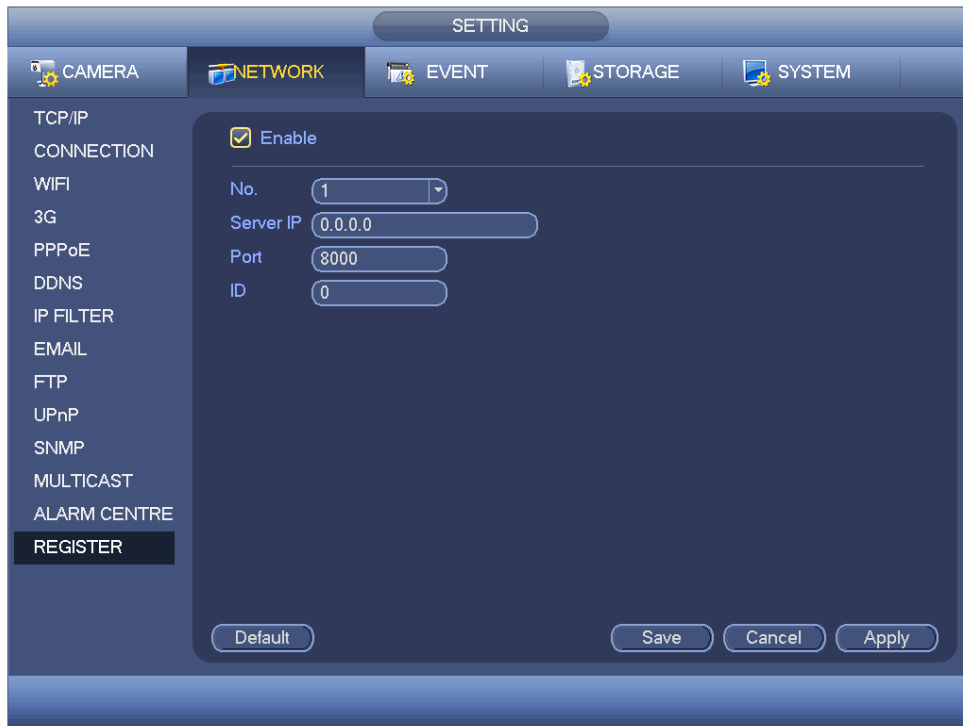 SETTING
CAMERA NETWORK EVENT STORAGE SYSTEM
TCP/IP
CONNECTION
WIFI
3G
PPPoE
DDNS
IP FILTER
EMAIL
FTP
UPnP
SNMP
MULTICAST
ALARM CENTRE
REGISTER
Enable
No. 1
Server IP 0.0.0.0
Port 8000
ID 0
Default Save Cancel Apply